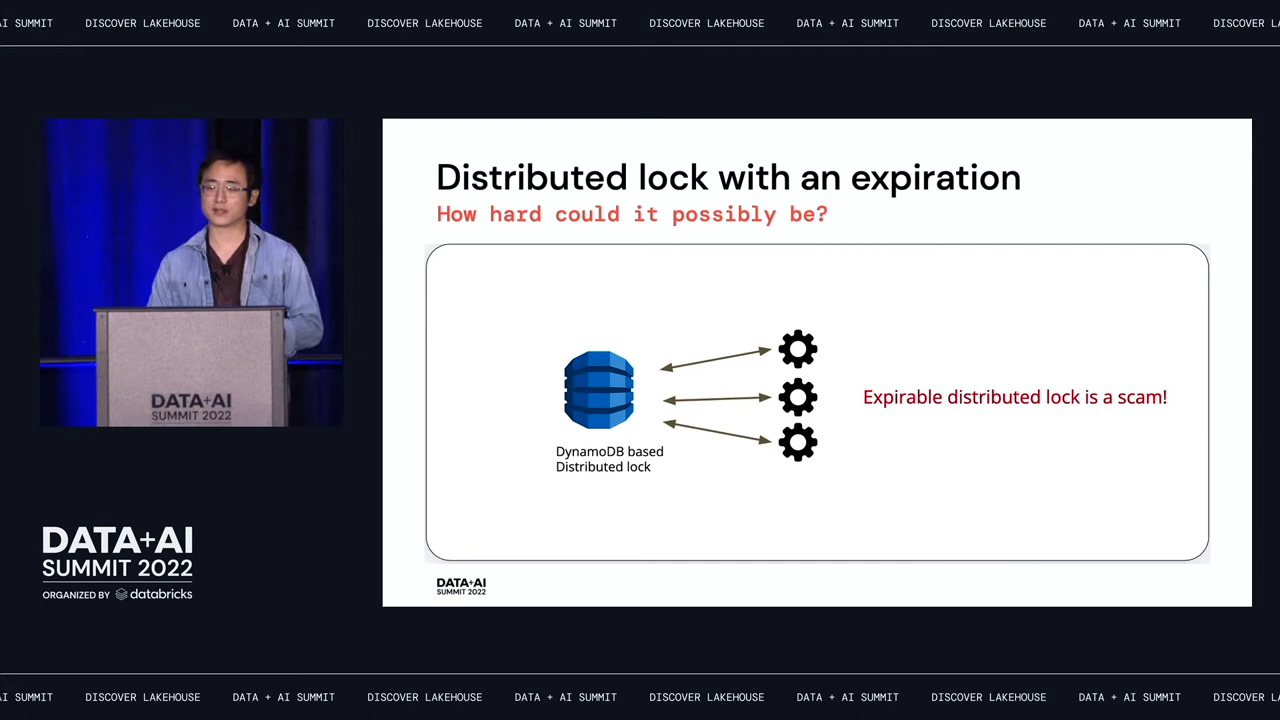 AI SUMMIT DISCOVER LAKEHOUSE DATA + AI SUMMIT DISCOVER LAKEHOUSE DATA + AI SUMMIT DISCOVER LAKEHOUSE DATA + AI SUMMIT DISCOVER LAKEHOUSE DATA + AI SUMMIT DISCOVER L
Distributed lock with an expiration
How hard could it possibly be?
Expirable distributed lock is a scam!
DynamoDB based
Distributed lock
DATA+AI
SUMMIT 2022
DATA+AI
SUMMIT 2022
ORGANIZED BY databricks
DATA+AI
SUMMIT 2022
AI SUMMIT DISCOVER LAKEHOUSE DATA + AI SUMMIT DISCOVER LAKEHOUSE DATA + AI SUMMIT DISCOVER LAKEHOUSE DATA + AI SUMMIT DISCOVER LAKEHOUSE DATA + AI SUMMIT DISCOVER L